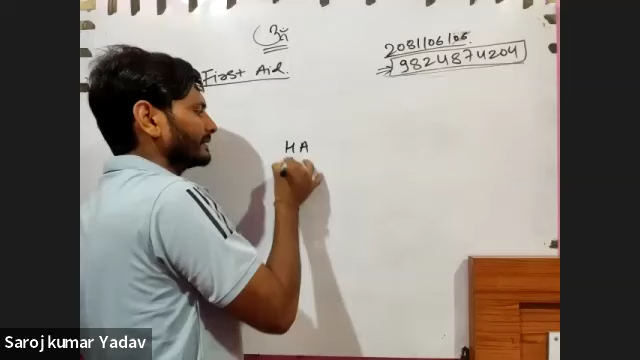 ॐ
2081/06/06.
9824874204
First Aid.
HA
Saroj kumar Yadav